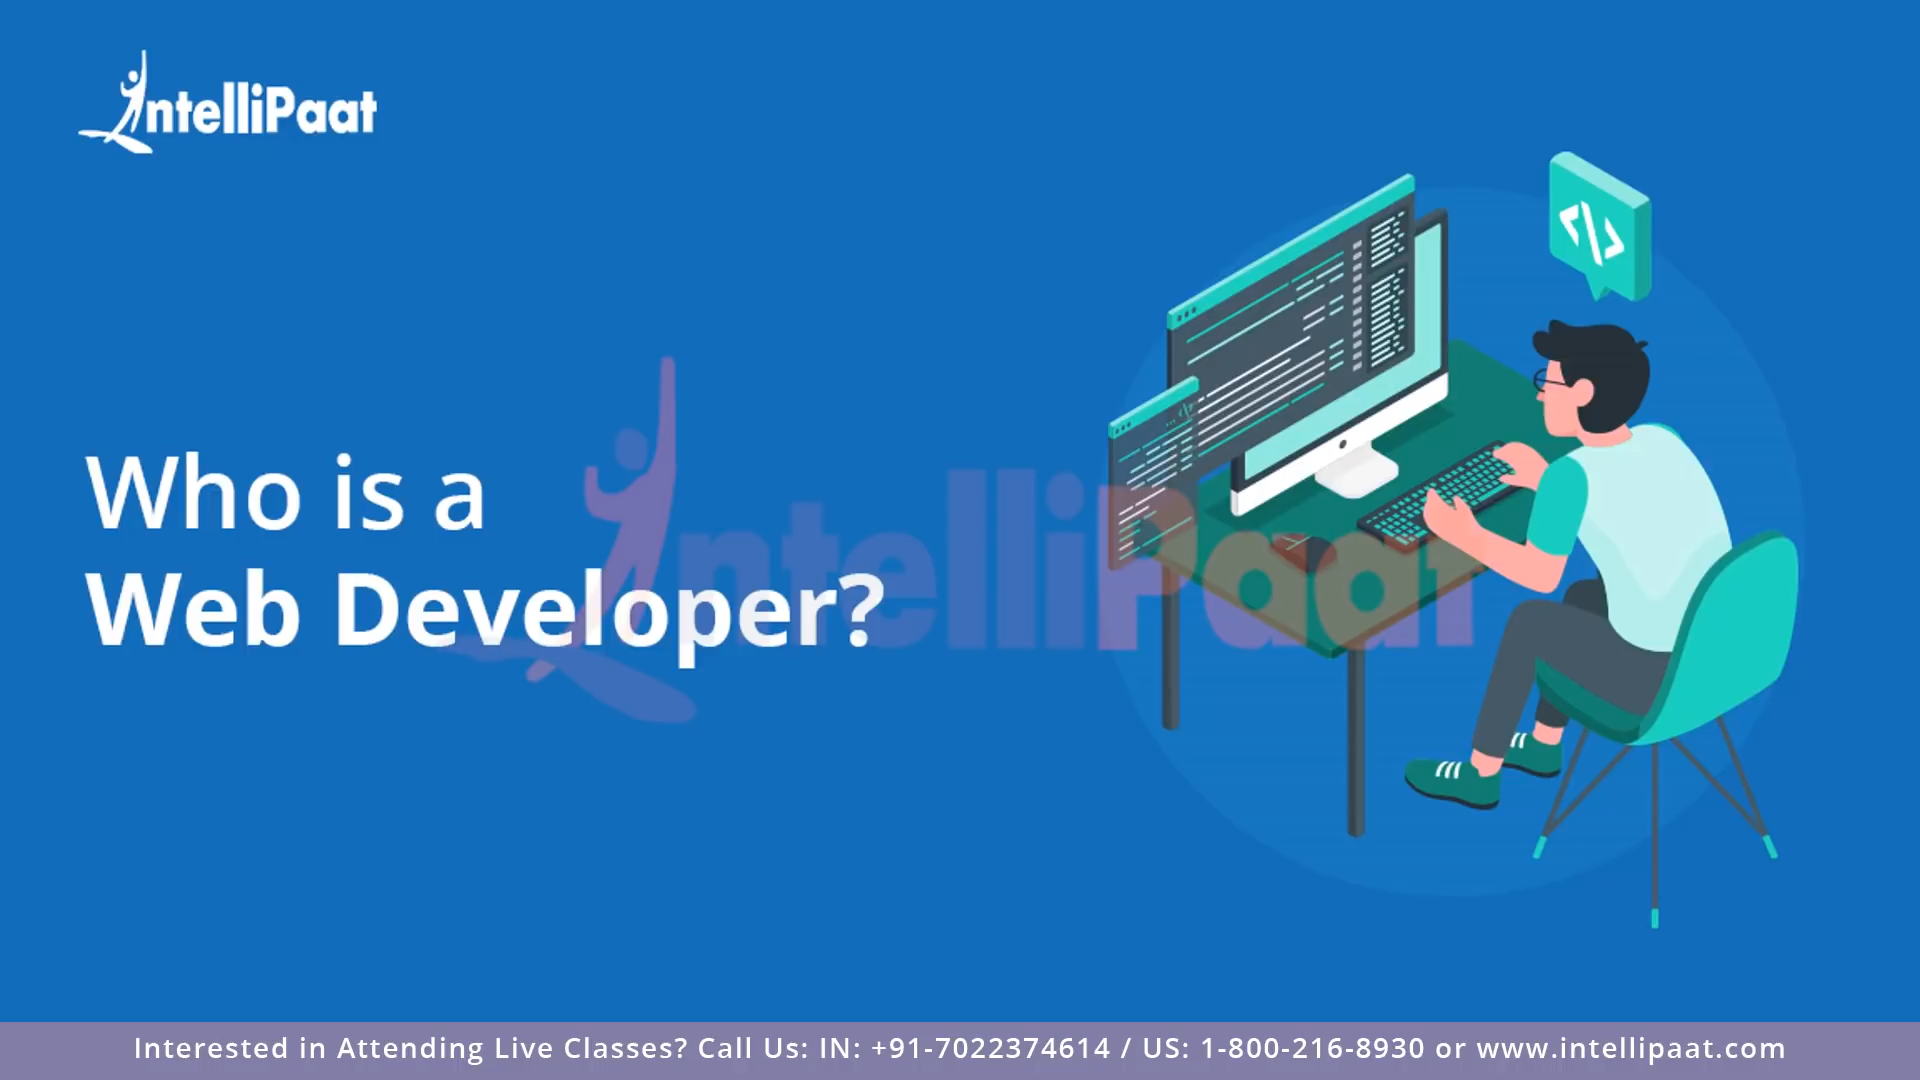 IntelliPaat
Who is a
Web Developer?
IntelliPaat
</>
Interested in Attending Live Classes? Call Us: IN: +91-7022374614 / US: 1-800-216-8930 or www.intellipaat.com